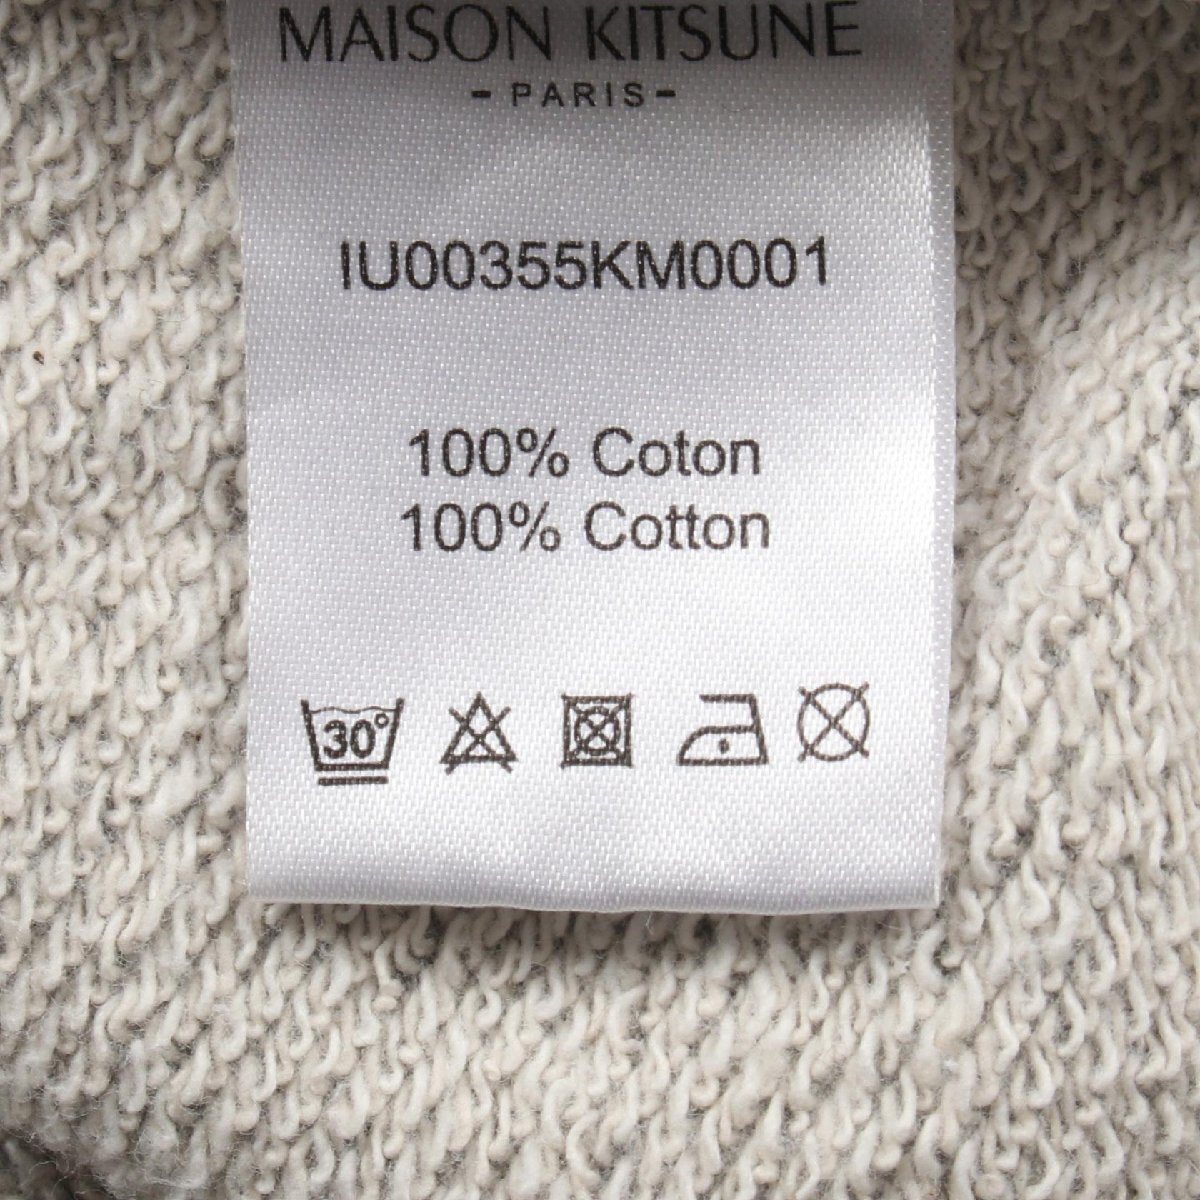 MAISON KITSUNE
- PARIS -
IU00355KM0001
100% Coton
100% Cotton
30°